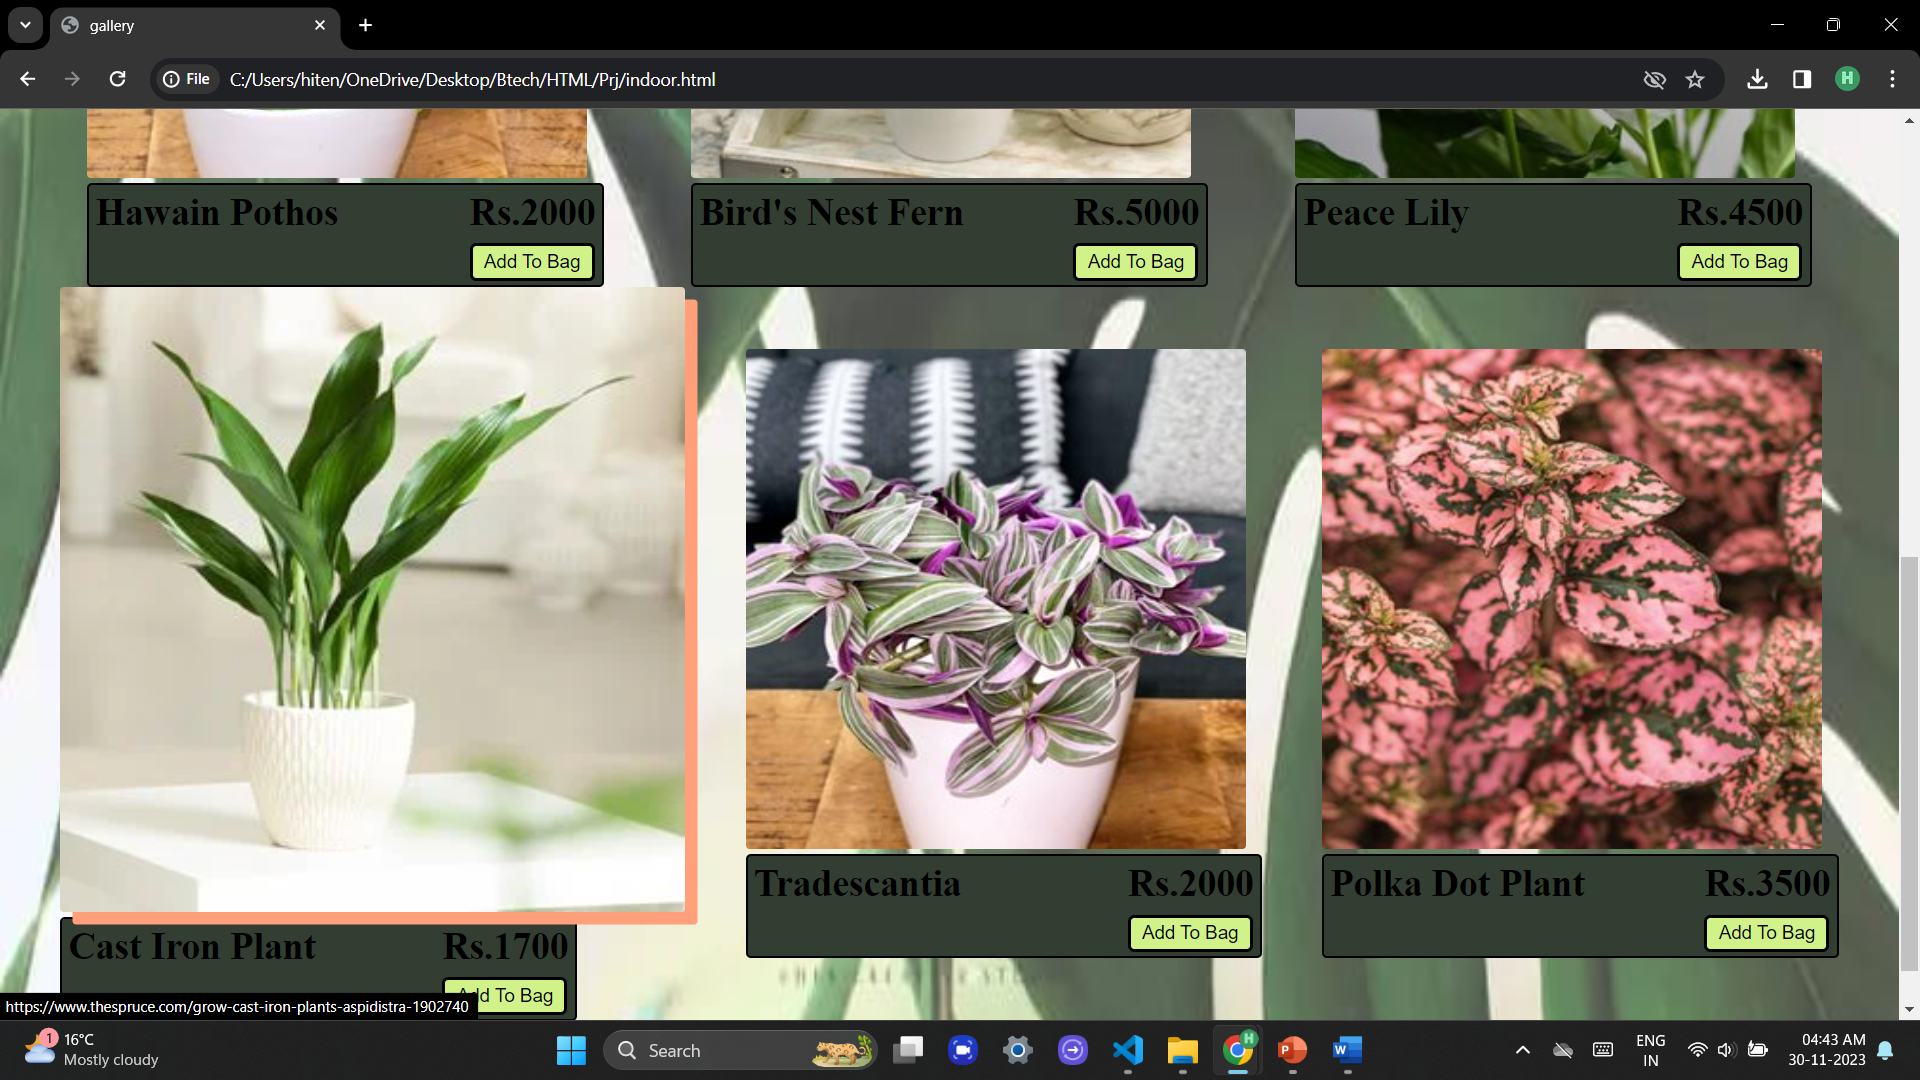 gallery
File
C:/Users/hiten/OneDrive/Desktop/Btech/HTML/Prj/indoor.html
H
Hawain Pothos Rs.2000
Add To Bag
Bird's Nest Fern Rs.5000
Add To Bag
Peace Lily Rs.4500
Add To Bag
Tradescantia Rs.2000
Add To Bag
Polka Dot Plant Rs.3500
Add To Bag
Cast Iron Plant Rs.1700
dd To Bag
https://www.thespruce.com/grow-cast-iron-plants-aspidistra-1902740
1
16°C
Mostly cloudy
Search
H
P
W
ENG
IN
04:43 AM
30-11-2023